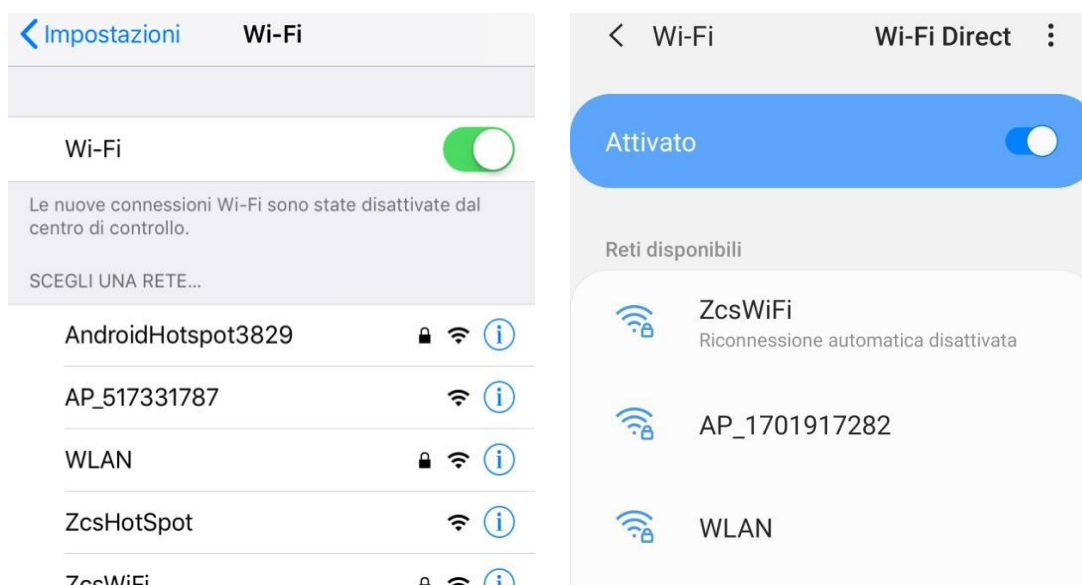 Impostazioni
Wi-Fi
Wi-Fi
Le nuove connessioni Wi-Fi sono state disattivate dal
centro di controllo.
SCEGLI UNA RETE...
AndroidHotspot3829
AP_517331787
WLAN
ZcsHotSpot
ZcsWiFi
Wi-Fi
Wi-Fi Direct
Attivato
Reti disponibili
ZcsWiFi
Riconnessione automatica disattivata
AP_1701917282
WLAN